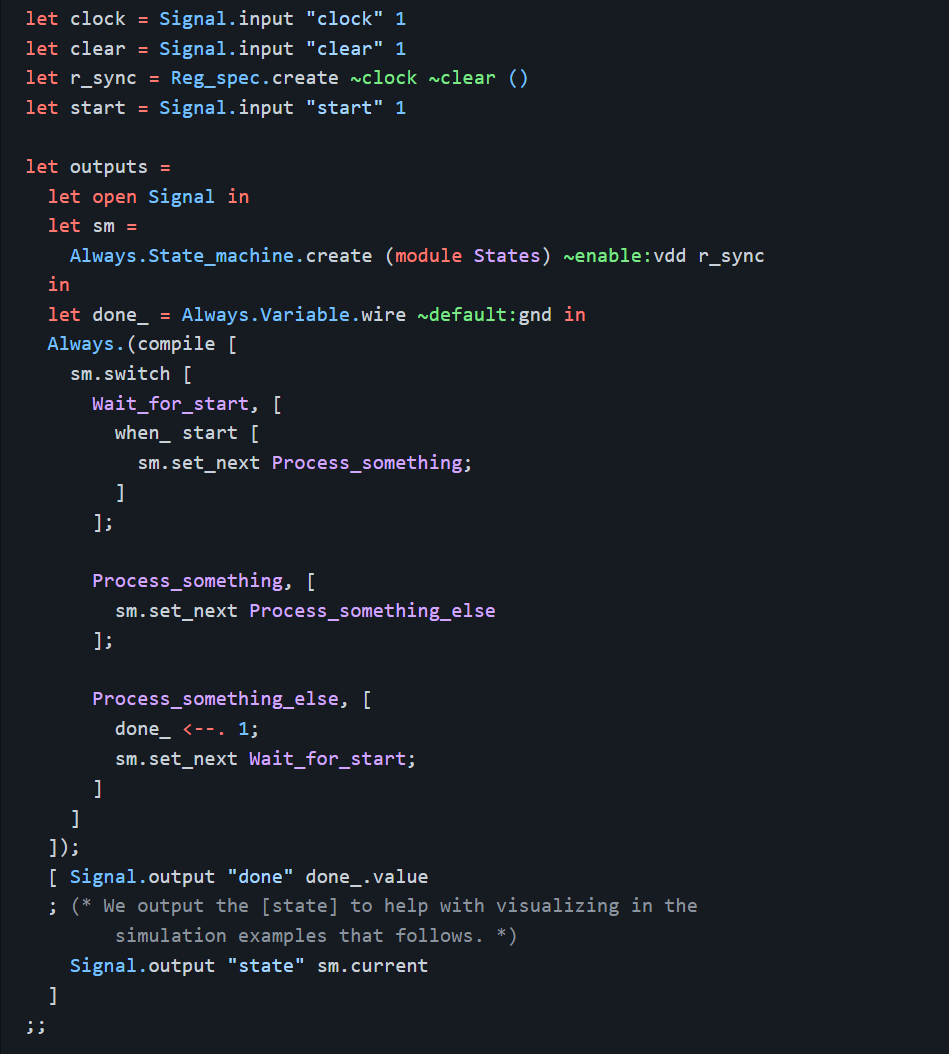 let clock = Signal.input "clock" 1
let clear = Signal.input "clear" 1
let r_sync = Reg_spec.create ~clock ~clear ()
let start = Signal.input "start" 1

let outputs =
  let open Signal in
  let sm =
    Always.State_machine.create (module States) ~enable:vdd r_sync
  in
  let done_ = Always.Variable.wire ~default:gnd in
  Always.(compile [
    sm.switch [
      Wait_for_start, [
        when_ start [
          sm.set_next Process_something;
        ]
      ];

      Process_something, [
        sm.set_next Process_something_else
      ];

      Process_something_else, [
        done_ <--. 1;
        sm.set_next Wait_for_start;
      ]
    ]
  ]);
  [ Signal.output "done" done_.value
  ; (* We output the [state] to help with visualizing in the
        simulation examples that follows. *)
    Signal.output "state" sm.current
  ]
;;